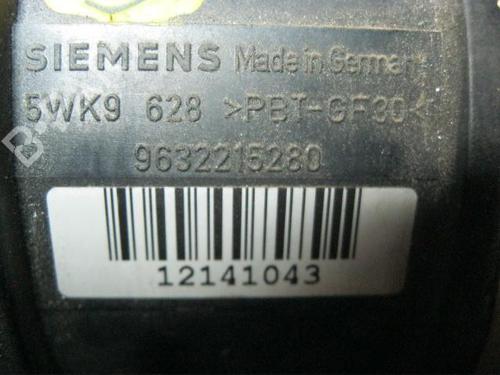 SIEMENS Made in Germany
5WK9 628 >PBT-GF30<
9632215280
12141043